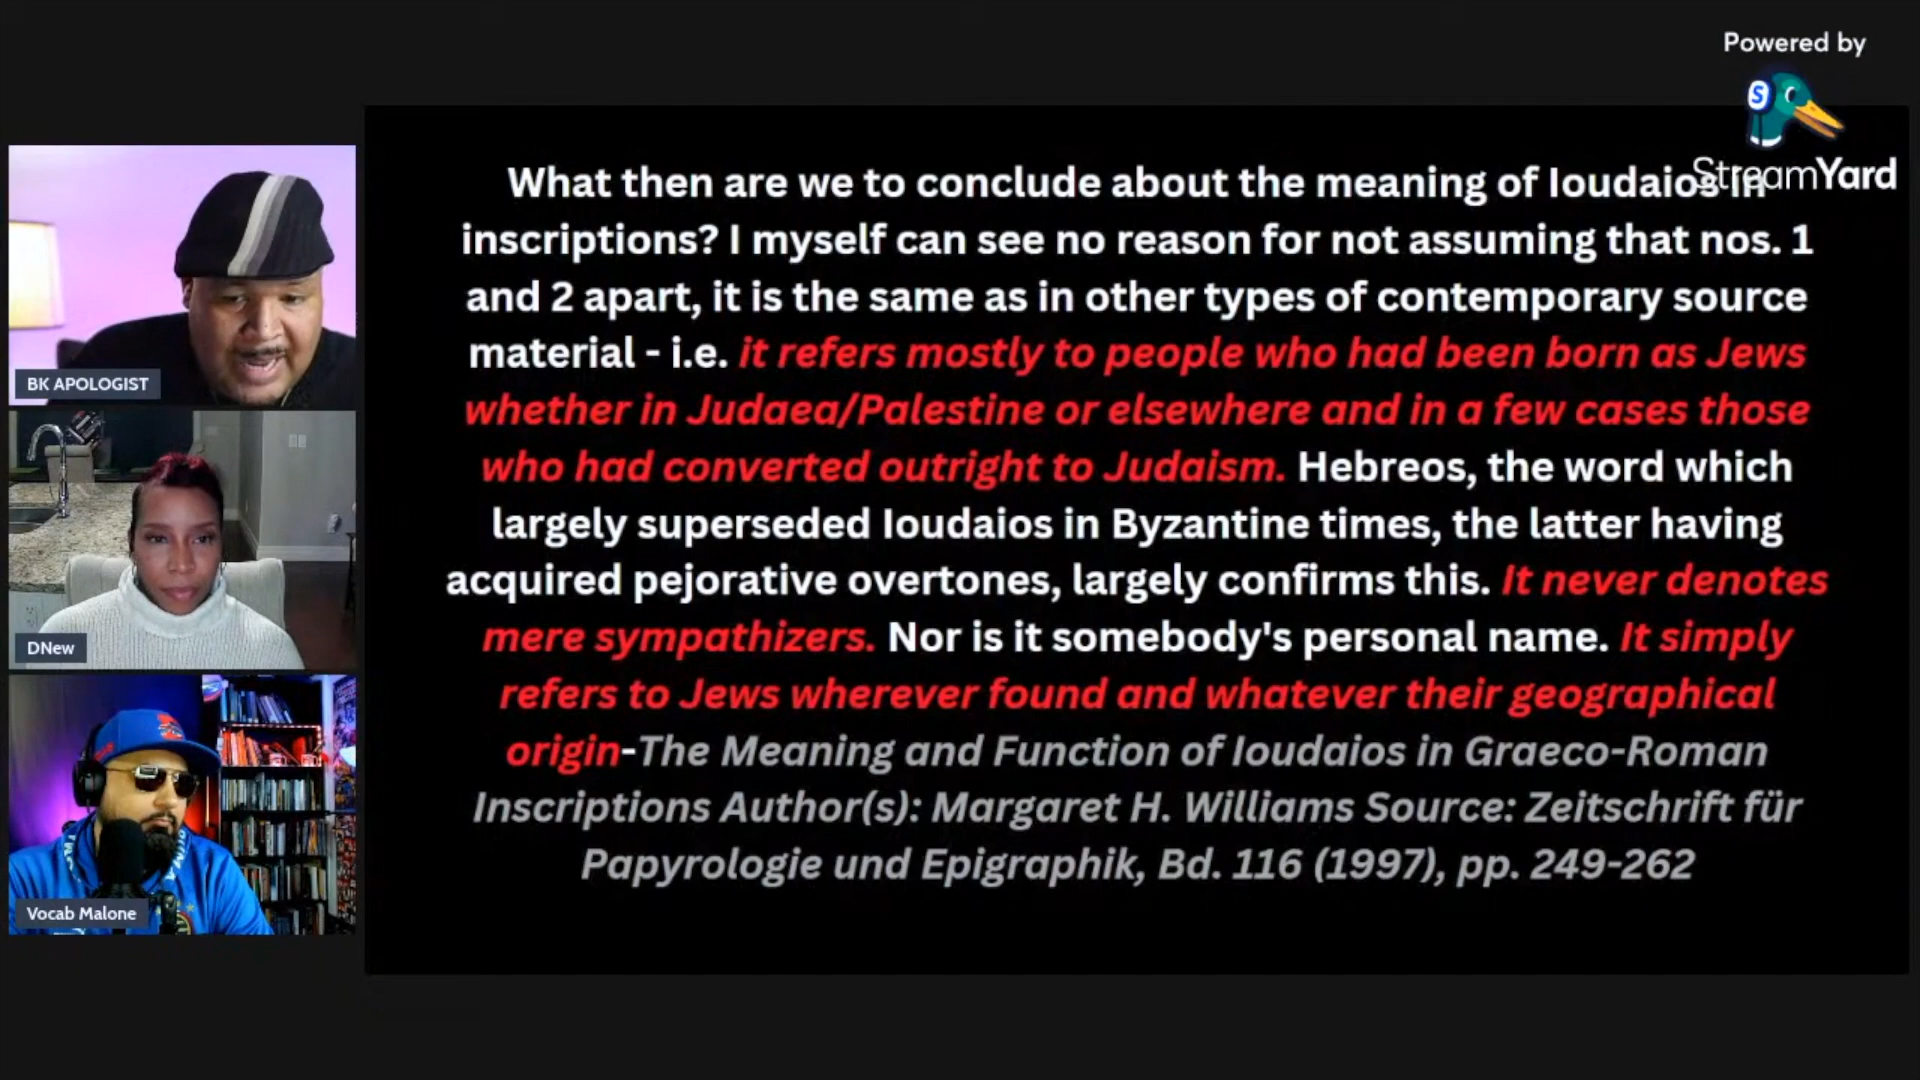 Powered by
StreamYard
What then are we to conclude about the meaning of Ioudaios in
inscriptions? I myself can see no reason for not assuming that nos. 1
and 2 apart, it is the same as in other types of contemporary source
material - i.e. it refers mostly to people who had been born as Jews
whether in Judaea/Palestine or elsewhere and in a few cases those
who had converted outright to Judaism. Hebreos, the word which
largely superseded Ioudaios in Byzantine times, the latter having
acquired pejorative overtones, largely confirms this. It never denotes
mere sympathizers. Nor is it somebody's personal name. It simply
refers to Jews wherever found and whatever their geographical
origin-The Meaning and Function of Ioudaios in Graeco-Roman
Inscriptions Author(s): Margaret H. Williams Source: Zeitschrift für
Papyrologie und Epigraphik, Bd. 116 (1997), pp. 249-262
BK APOLOGIST
DNew
Vocab Malone